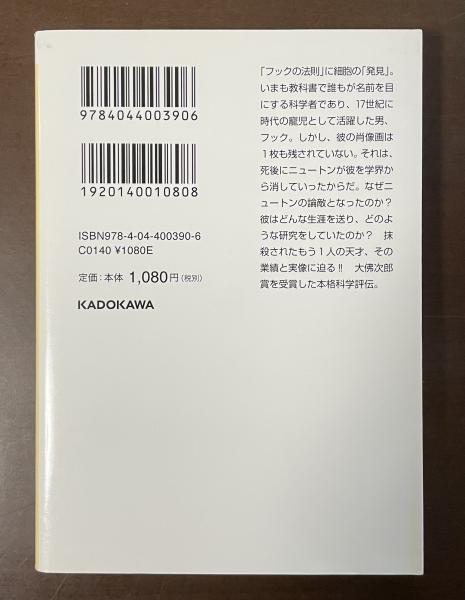 9784044003906
1920140010808
ISBN978-4-04-400390-6
C0140 ¥1080E
定価：本体 1,080円（税別）
KADOKAWA
「フックの法則」に細胞の「発見」。
いまも教科書で誰もが名前を目
にする科学者であり、17世紀に
時代の寵児として活躍した男、
フック。しかし、彼の肖像画は
1枚も残されていない。それは、
死後にニュートンが彼を学界か
ら消していったからだ。なぜニュ
ートンの論敵となったのか？
彼はどんな生涯を送り、どのよ
うな研究をしていたのか？　抹
殺されたもう1人の天才、その
業績と実像に迫る!!　大佛次郎
賞を受賞した本格科学評伝。